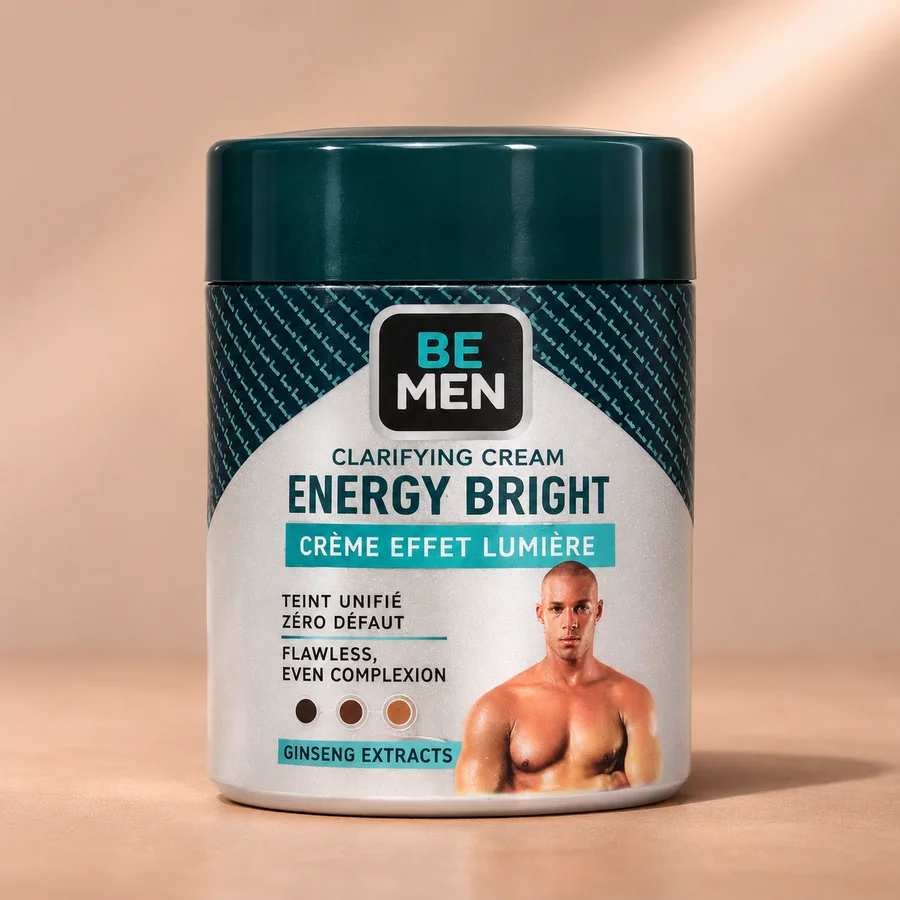 BE
MEN
CLARIFYING CREAM
ENERGY BRIGHT
CRÈME EFFET LUMIÈRE
TEINT UNIFIÉ
ZÉRO DÉFAUT
FLAWLESS,
EVEN COMPLEXION
GINSENG EXTRACTS